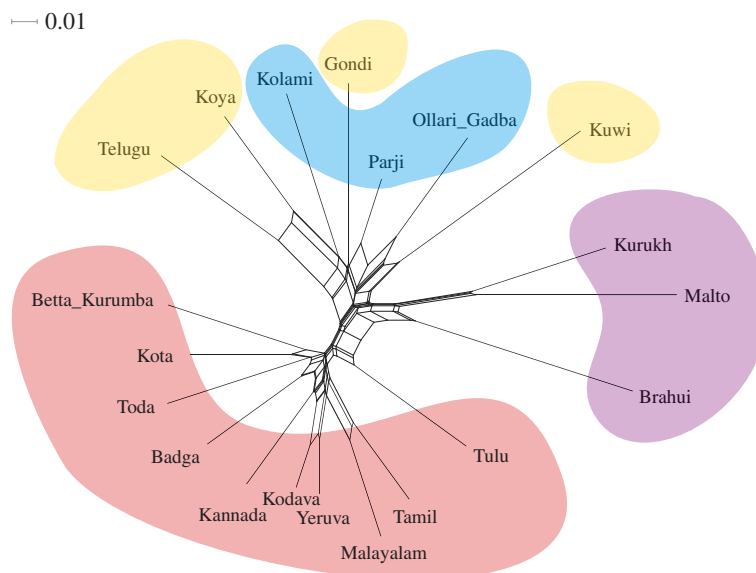 0.01
Gondi
Kolami
Koya
Ollari_Gadba
Kuwi
Telugu
Parji
Kurukh
Malto
Betta_Kurumba
Kota
Brahui
Toda
Badga
Tulu
Kodava
Kannada
Yeruva
Tamil
Malayalam